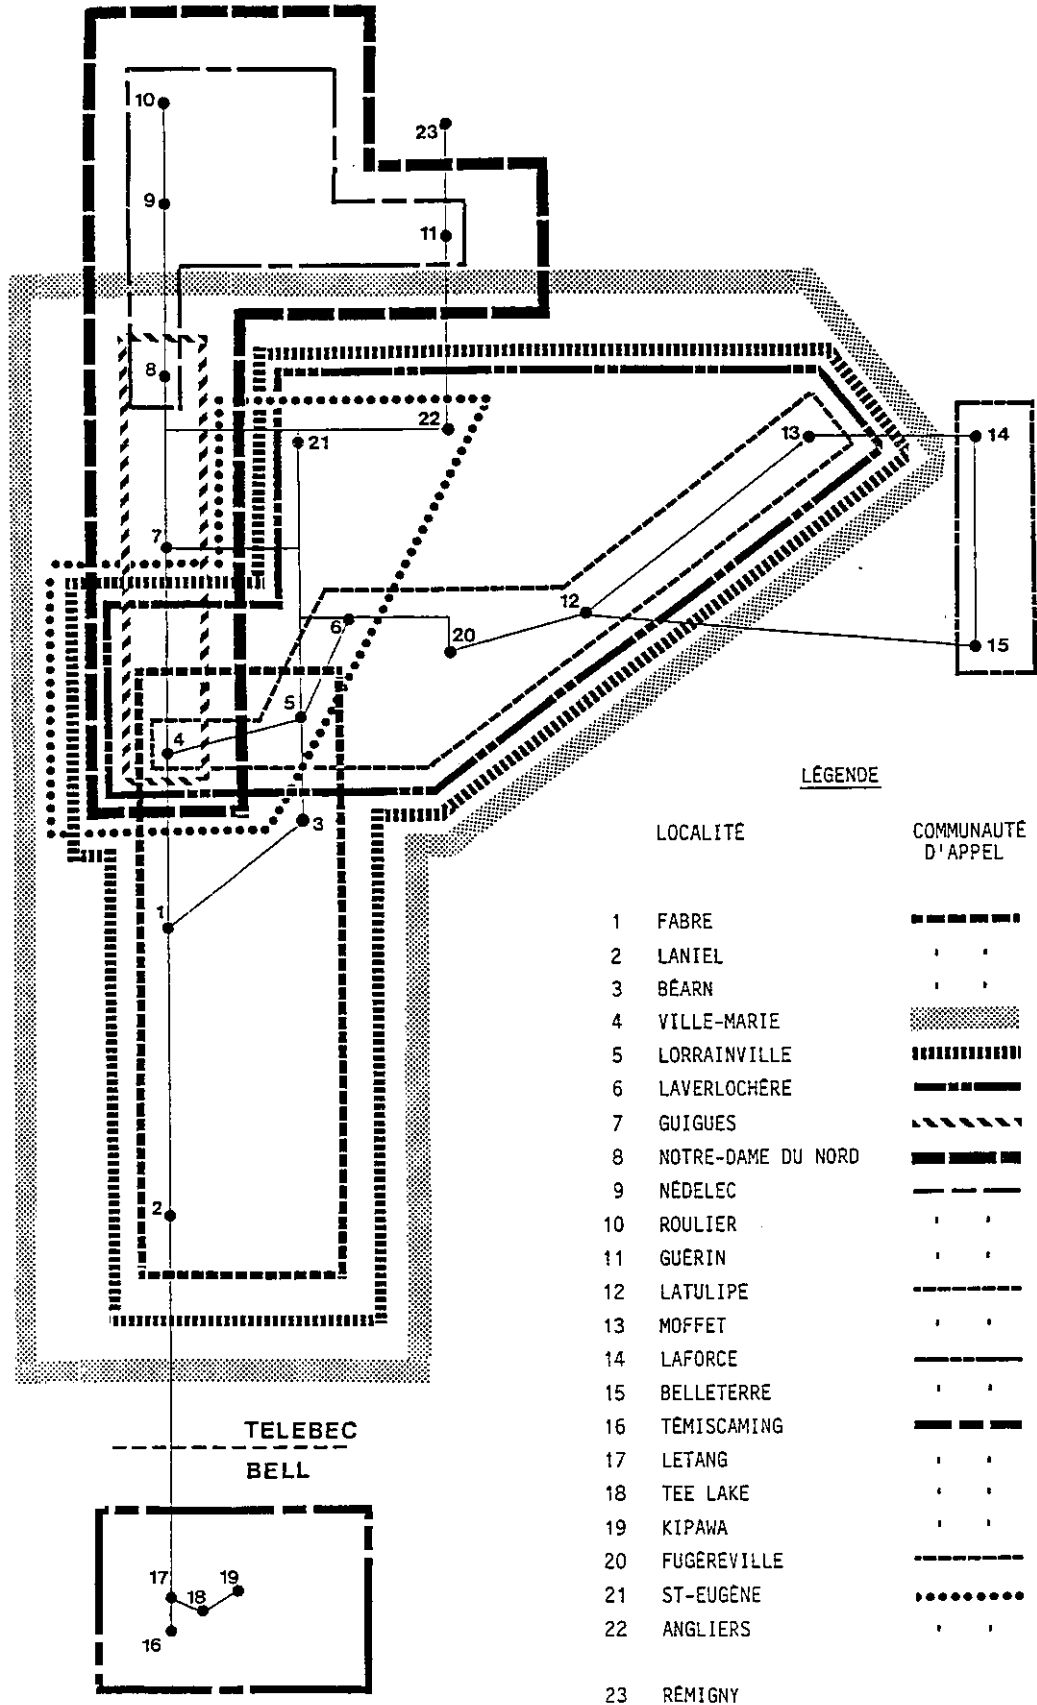 10
23
9
11
8
22
21
13
14
7
12
6
20
15
5
4
3
1
2
TELEBEC
BELL
17
18
19
16
LÉGENDE
LOCALITÉ COMMUNAUTÉ
D'APPEL
1 FABRE
2 LANIEL ' '
3 BÉARN ' '
4 VILLE-MARIE
5 LORRAINVILLE
6 LAVERLOCHÈRE
7 GUIGUES
8 NOTRE-DAME DU NORD
9 NÉDELEC
10 ROULIER ' '
11 GUÉRIN ' '
12 LATULIPE
13 MOFFET ' '
14 LAFORCE
15 BELLETERRE ' '
16 TÉMISCAMING
17 LETANG ' '
18 TEE LAKE ' '
19 KIPAWA ' '
20 FUGÈREVILLE
21 ST-EUGÈNE
22 ANGLIERS ' '
23 RÉMIGNY